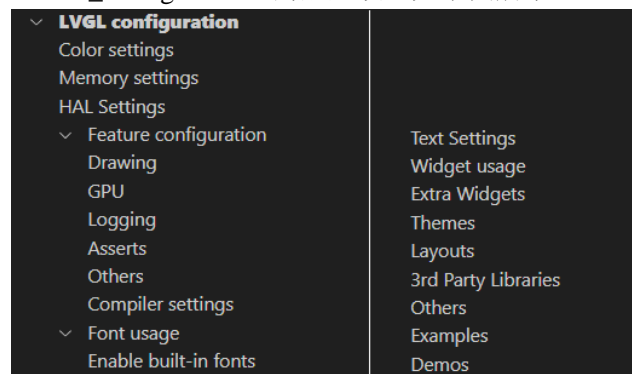 LVGL configuration
Color settings
Memory settings
HAL Settings
Feature configuration
Drawing
GPU
Logging
Asserts
Others
Compiler settings
Font usage
Enable built-in fonts
Text Settings
Widget usage
Extra Widgets
Themes
Layouts
3rd Party Libraries
Others
Examples
Demos